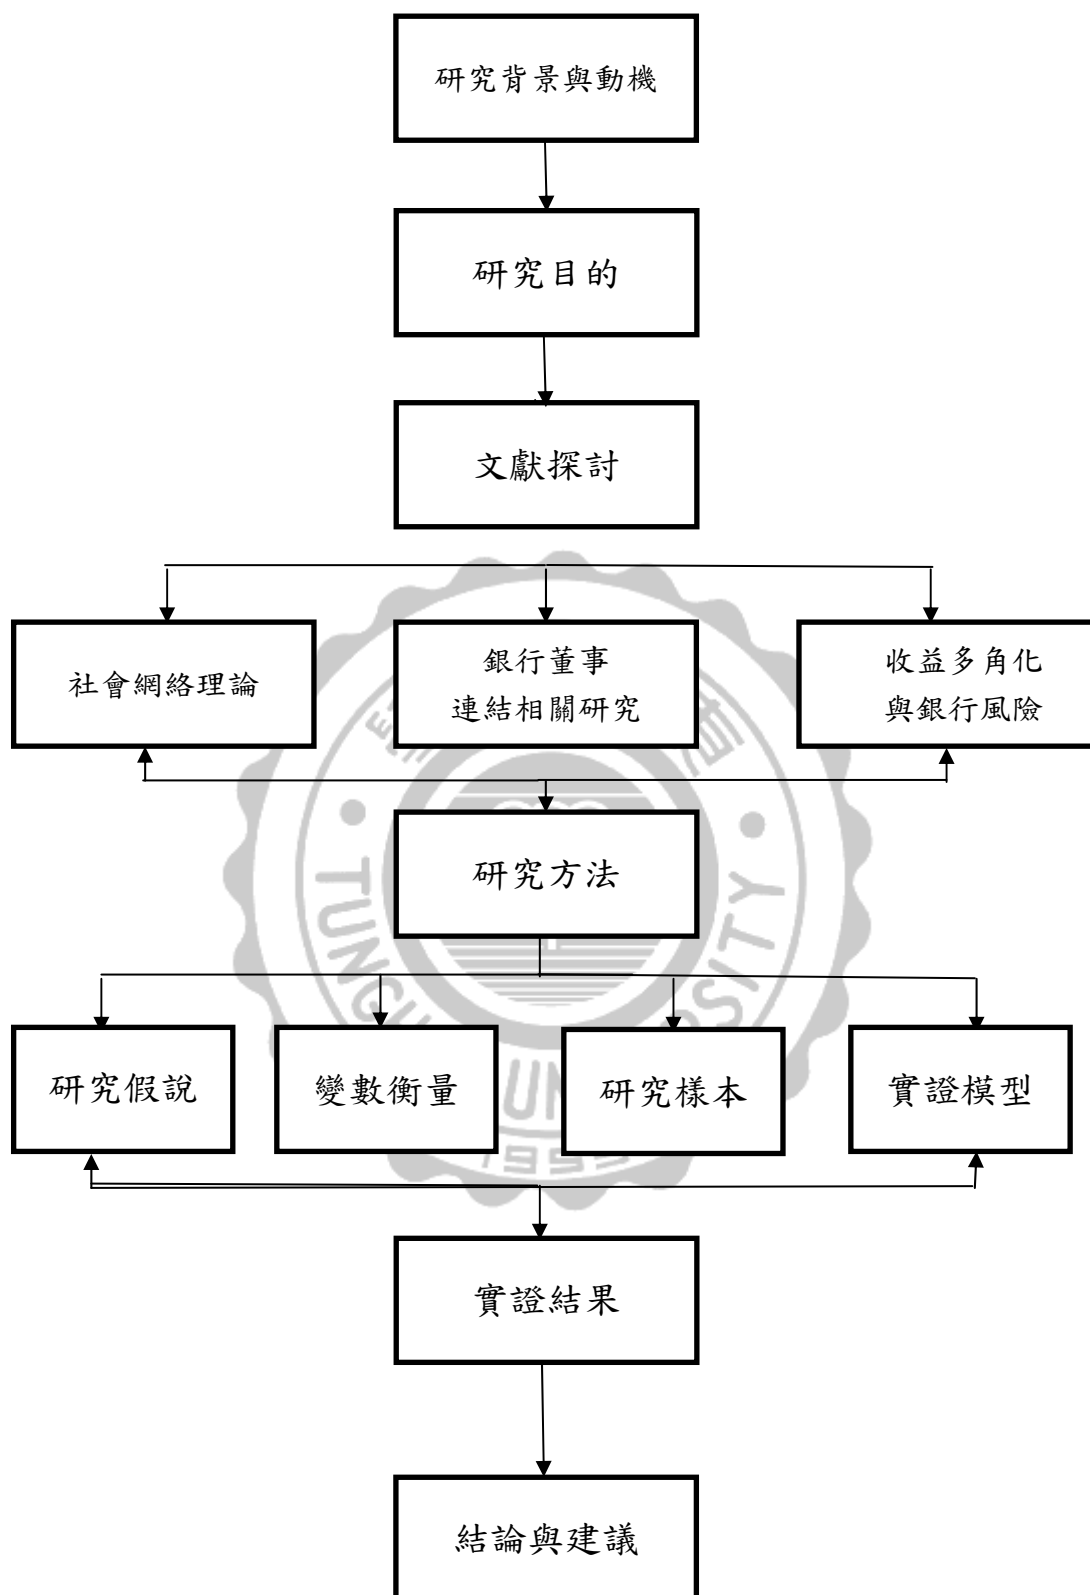 研究背景與動機
研究目的
文獻探討
社會網絡理論
銀行董事
連結相關研究
收益多角化
與銀行風險
研究方法
研究假說
變數衡量
研究樣本
實證模型
實證結果
結論與建議
1955